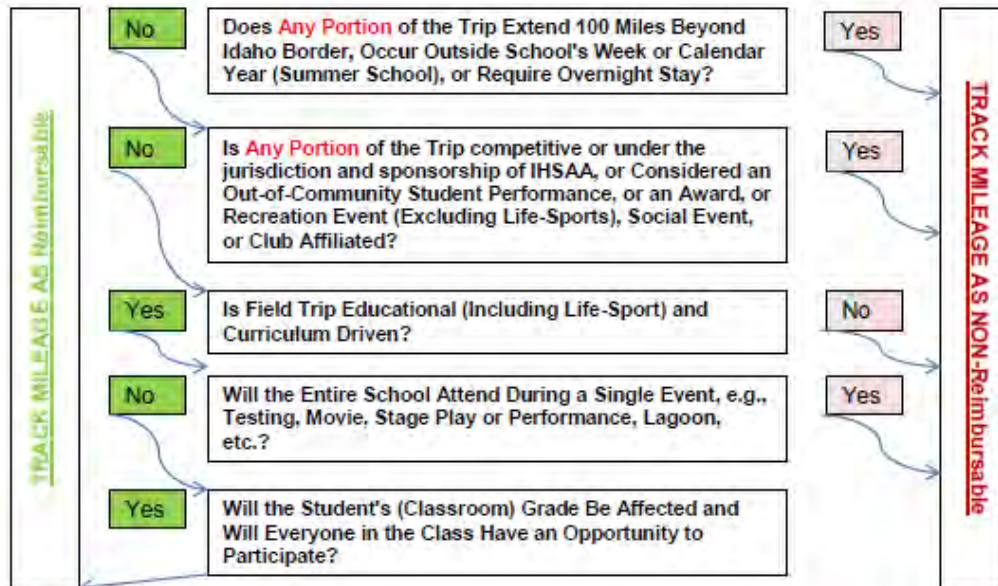 TRACK MILEAGE AS Reimbursable
No
Does Any Portion of the Trip Extend 100 Miles Beyond
Idaho Border, Occur Outside School's Week or Calendar
Year (Summer School), or Require Overnight Stay?
Yes
No
Is Any Portion of the Trip competitive or under the
jurisdiction and sponsorship of IHSAA, or Considered an
Out-of-Community Student Performance, or an Award, or
Recreation Event (Excluding Life-Sports), Social Event,
or Club Affiliated?
Yes
Yes
Is Field Trip Educational (Including Life-Sport) and
Curriculum Driven?
No
No
Will the Entire School Attend During a Single Event, e.g.,
Testing, Movie, Stage Play or Performance, Lagoon,
etc.?
Yes
Yes
Will the Student's (Classroom) Grade Be Affected and
Will Everyone in the Class Have an Opportunity to
Participate?
TRACK MILEAGE AS NON-Reimbursable